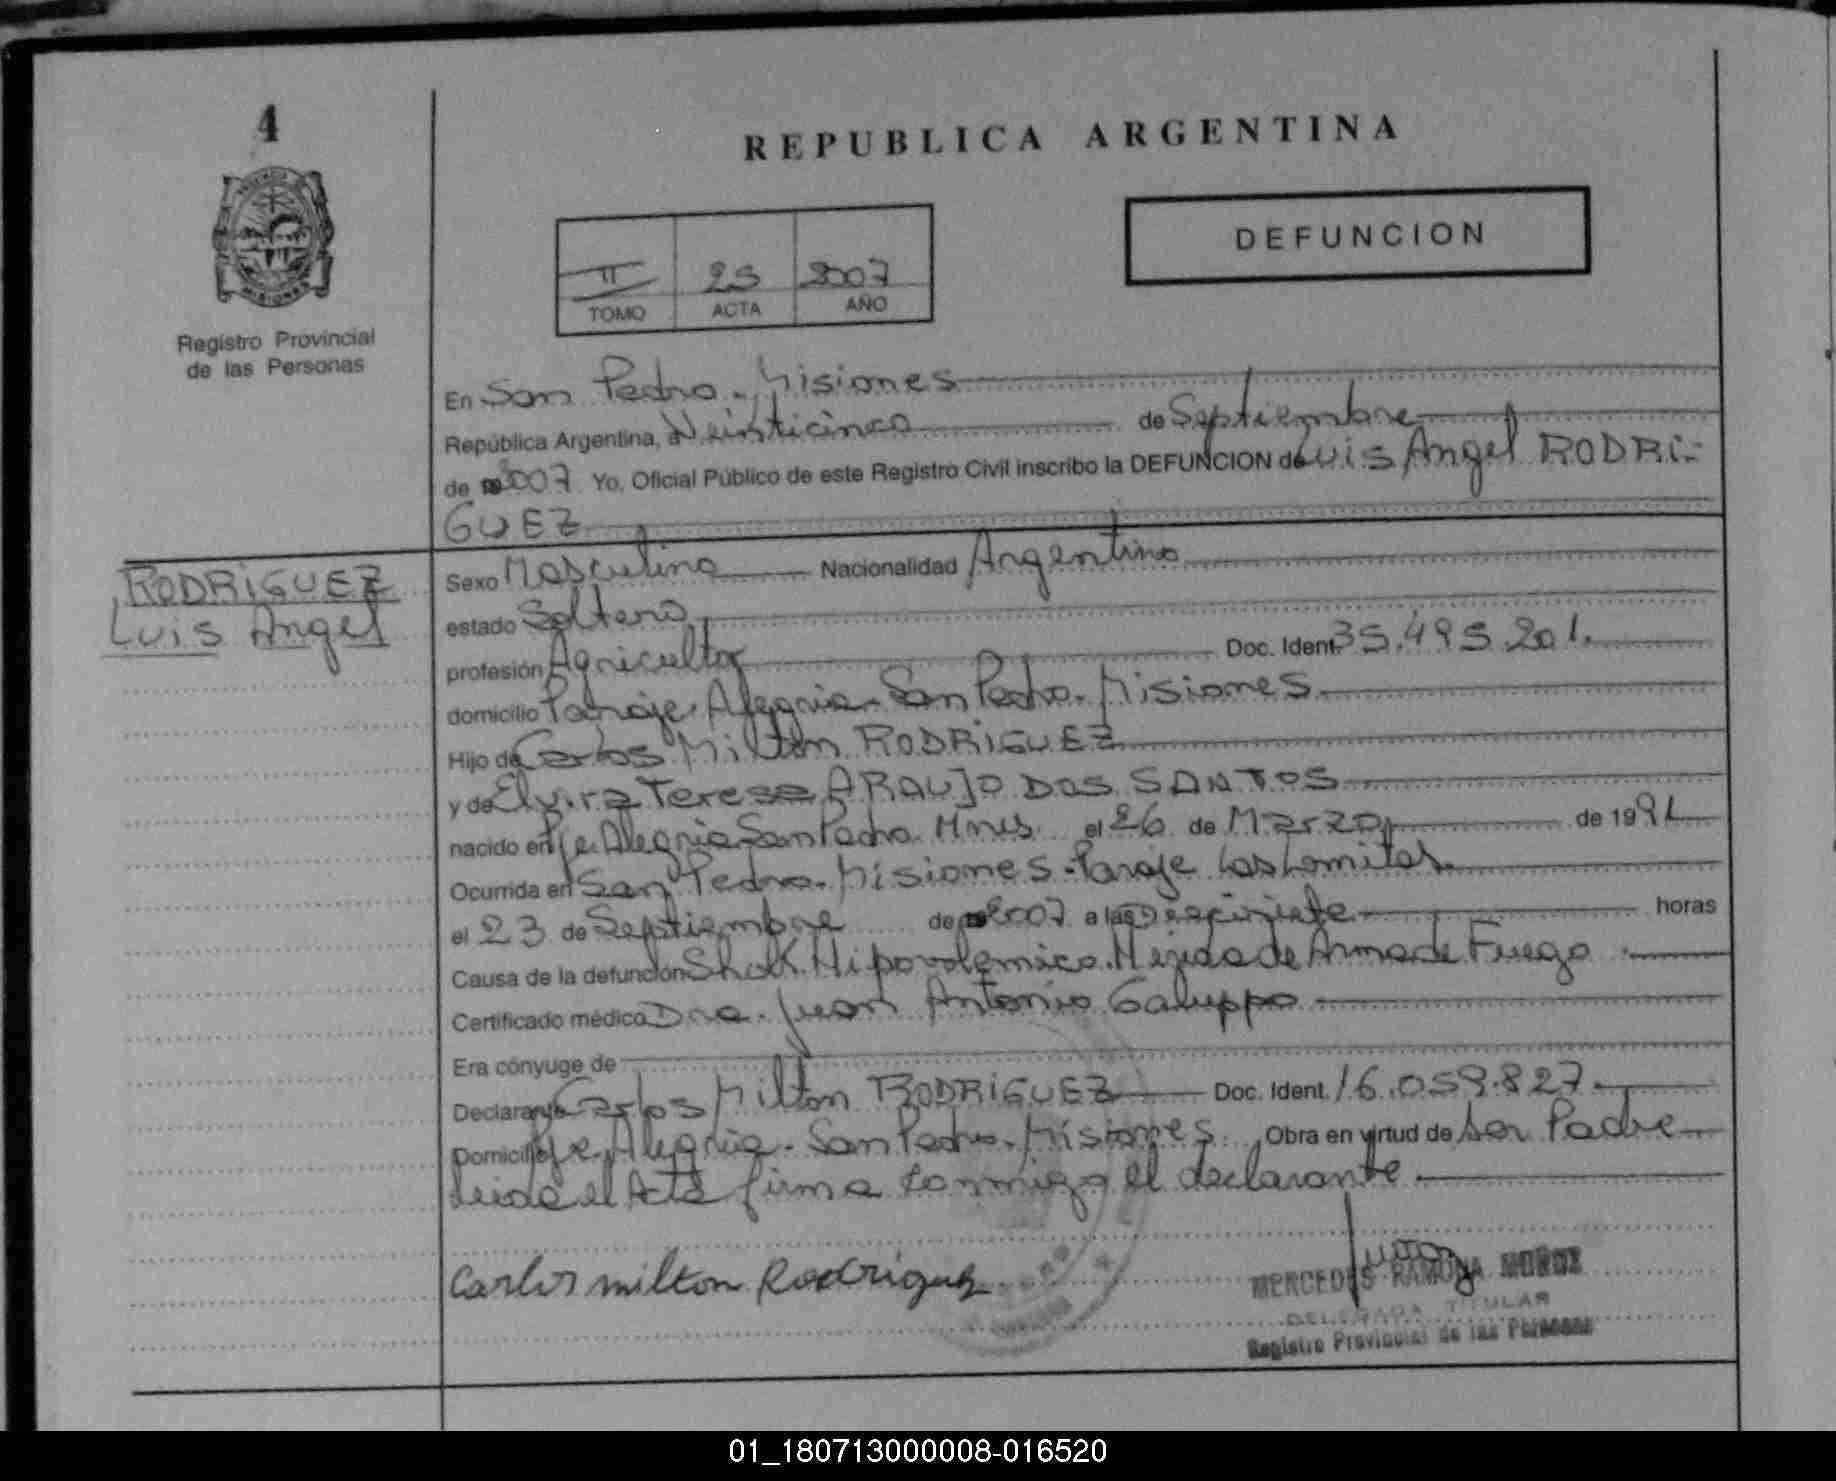 4
REPUBLICA ARGENTINA
DEFUNCION
II 25 2007
TOMO ACTA AÑO
PROVINCIA DE
MISIONES
Registro Provincial
de las Personas
En San Pedro - Misiones
República Argentina, a Veinticinco de Septiembre
de 2007 Yo, Oficial Público de este Registro Civil inscribo la DEFUNCION de Luis Angel RODRI-
GUEZ
RODRIGUEZ
Luis Angel
Sexo Masculino Nacionalidad Argentino
estado Soltero
profesión Agricultor Doc. Ident. 35.495.201.
domicilio Paraje Alegria - San Pedro - Misiones
Hijo de Carlos Milton RODRIGUEZ
y de Elvira Teresa ARAUJO DOS SANTOS
nacido en Pje. Alegria San Pedro Mnes. el 26 de Marzo de 1991
Ocurrida en San Pedro - Misiones - Paraje Las Lomitas
el 23 de Septiembre de 2007 a las horas
Causa de la defunción Shok Hipovolemico. Herida de Arma de Fuego
Certificado médico Juan Antonio Galuppo
Era cónyuge de
Declarante Carlos Milton RODRIGUEZ Doc. Ident. 16.059.827.
Domicilio Pje. Alegria - San Pedro - Misiones. Obra en virtud de ser Padre
leida el Acta firma conmigo el declarante
Carlos milton Rodriguez
MERCEDES RAMONA MUÑOZ
DELEGADA TITULAR
Registro Provincial de las Personas
01_180713000008-016520